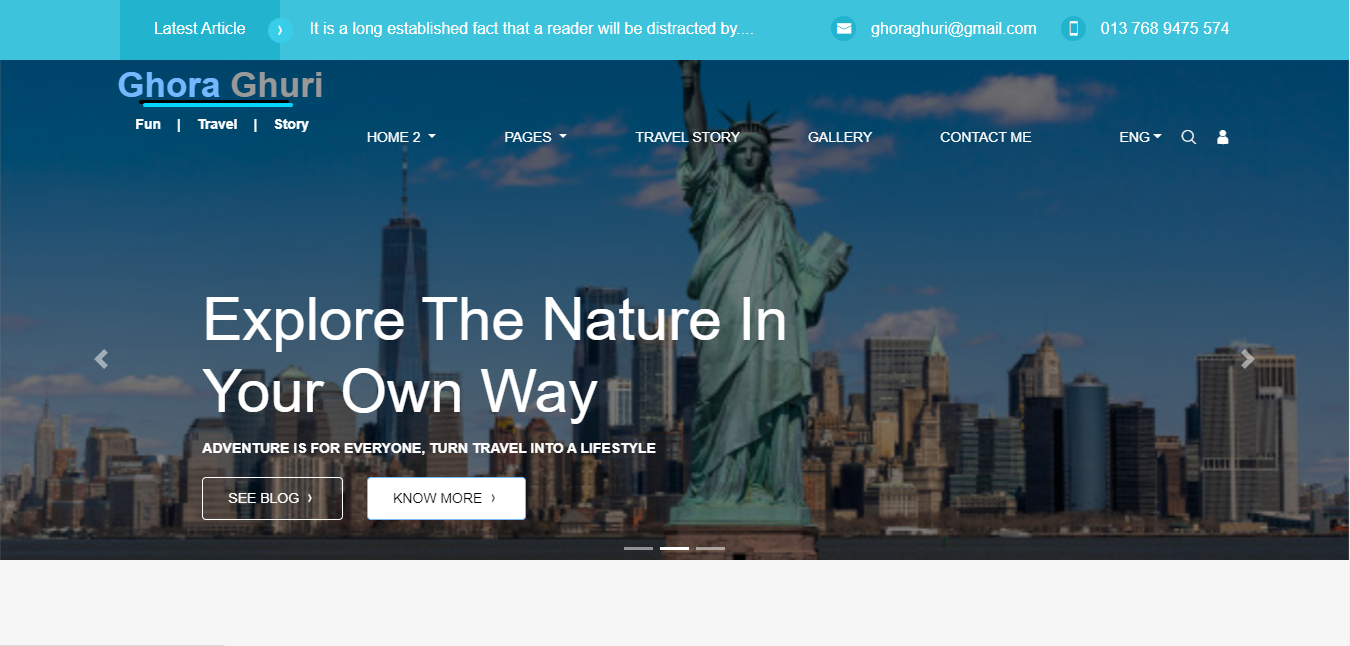 Latest Article
It is a long established fact that a reader will be distracted by....
ghoraghuri@gmail.com
013 768 9475 574
Ghora Ghuri
Fun | Travel | Story
HOME 2
PAGES
TRAVEL STORY
GALLERY
CONTACT ME
ENG
Explore The Nature In
Your Own Way
ADVENTURE IS FOR EVERYONE, TURN TRAVEL INTO A LIFESTYLE
SEE BLOG ›
KNOW MORE ›